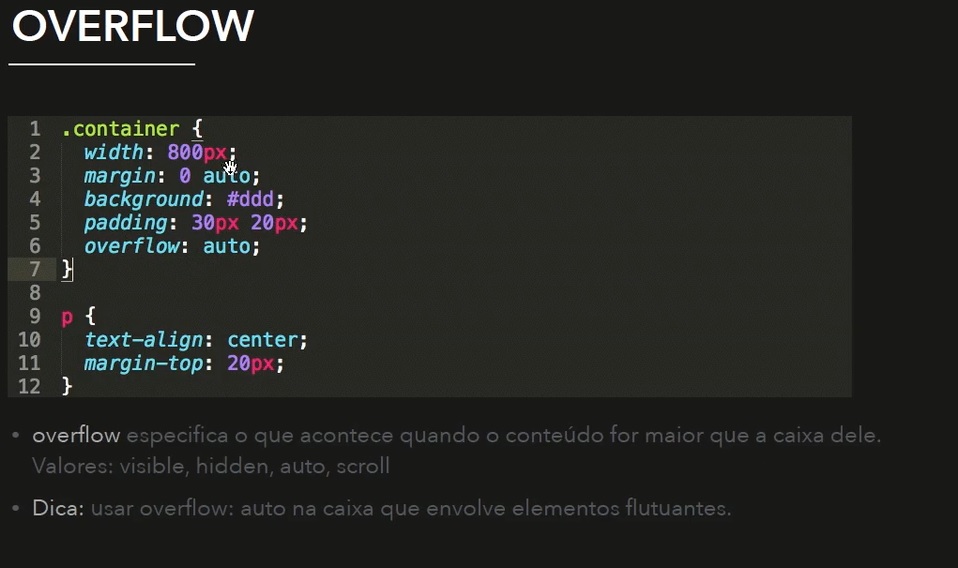 OVERFLOW
1 .container {
2 width: 800px;
3 margin: 0 auto;
4 background: #ddd;
5 padding: 30px 20px;
6 overflow: auto;
7 }
8
9 p {
10 text-align: center;
11 margin-top: 20px;
12 }
• overflow especifica o que acontece quando o conteúdo for maior que a caixa dele.
Valores: visible, hidden, auto, scroll
• Dica: usar overflow: auto na caixa que envolve elementos flutuantes.